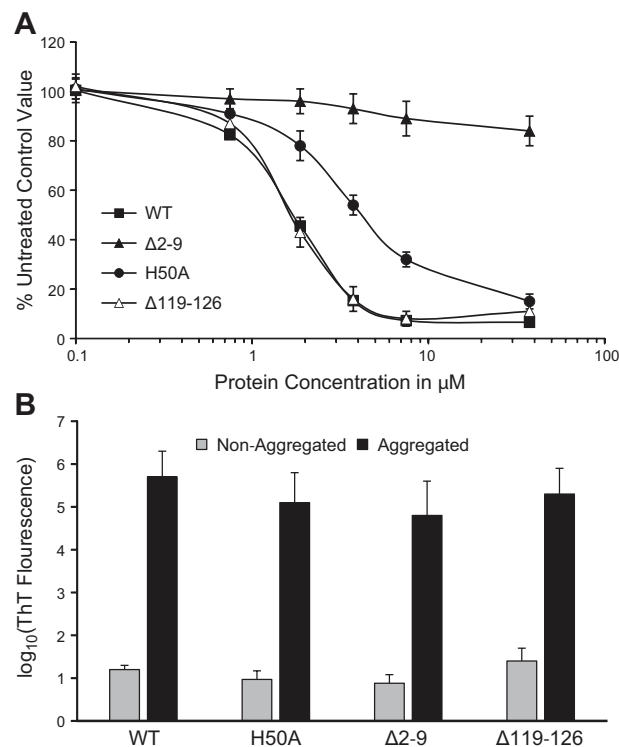 A
120
100
80
60
40
20
0
% Untreated Control Value
WT
Δ2-9
H50A
Δ119-126
0.1 1 10 100
Protein Concentration in µM
B
7
6
5
4
3
2
1
0
log10(ThT Flourescence)
Non-Aggregated Aggregated
WT H50A Δ2-9 Δ119-126